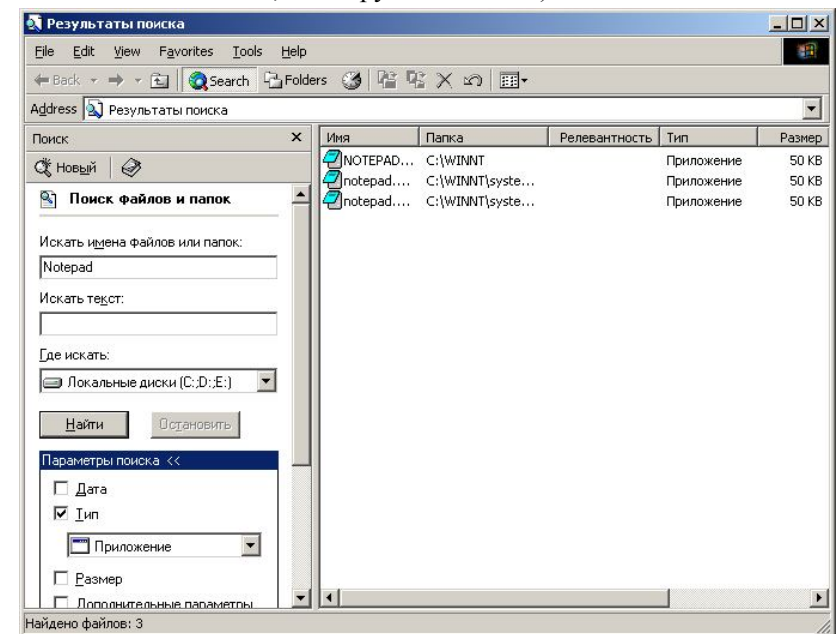 Результаты поиска
File Edit View Favorites Tools Help
Back Search Folders
Address Результаты поиска
Поиск
Новый
Поиск файлов и папок
Искать имена файлов или папок:
Notepad
Искать текст:
Где искать:
Локальные диски (C:;D:;E:)
Найти Остановить
Параметры поиска <<
Дата
Тип
Приложение
Размер
Дополнительные параметры
Имя Папка Релевантность Тип Размер
NOTEPAD... C:\WINNT Приложение 50 KB
notepad.... C:\WINNT\syste... Приложение 50 KB
notepad.... C:\WINNT\syste... Приложение 50 KB
Найдено файлов: 3